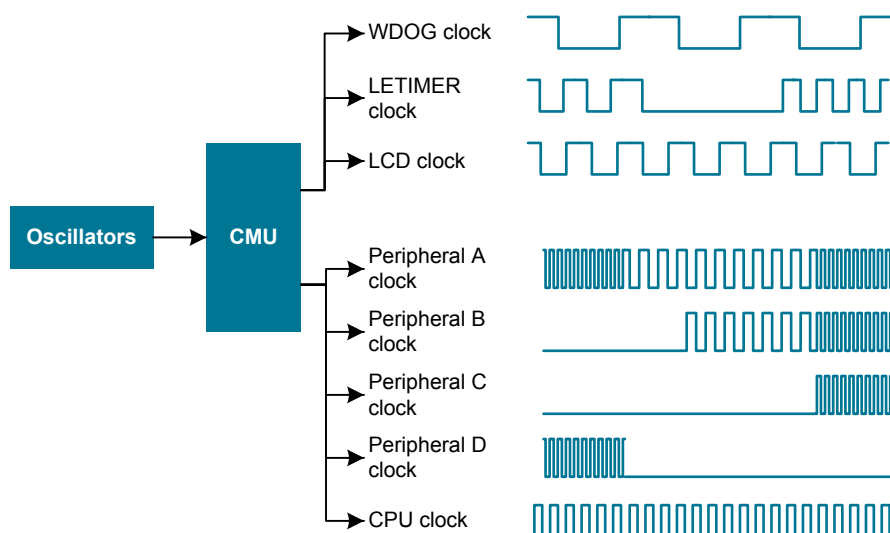 WDOG clock
LETIMER
clock
LCD clock
Oscillators
CMU
Peripheral A
clock
Peripheral B
clock
Peripheral C
clock
Peripheral D
clock
CPU clock